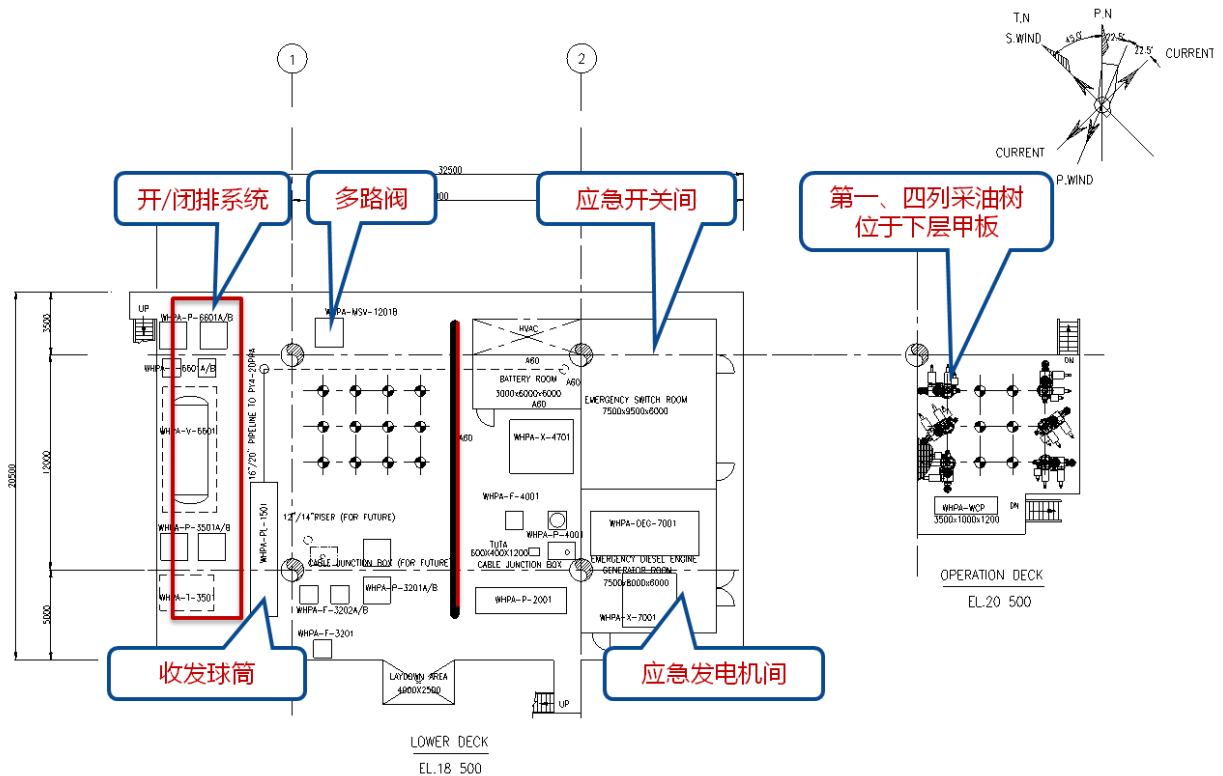 T.N
P.N
S.WIND
45.0°
22.5°
22.5°
CURRENT
CURRENT
P.WIND
1
2
32500
开/闭排系统
多路阀
应急开关间
第一、四列采油树
位于下层甲板
UP
WHPA-P-6601A/B
WHPA-MSV-1201B
HVAC
A60
BATTERY ROOM
3000x6000x6000
A60
A60
EMERGENCY SWITCH ROOM
7500x9500x6000
WHPA-V-6601
16"/20" PIPELINE TO PY4-20PPA
A60
WHPA-X-4701
3500
12000
20500
5000
WHPA-PL-1501
WHPA-F-4001
12"/14"RISER (FOR FUTURE)
WHPA-P-3501A/B
WHPA-P-4001
WHPA-DEG-7001
TUTA
600X400X1200
CABLE JUNCTION BOX (FOR FUTURE)
CABLE JUNCTION BOX
EMERGENCY DIESEL ENGINE
GENERATOR ROOM
7500x8000x6000
WHPA-T-3501
WHPA-P-3201A/B
WHPA-F-3202A/B
WHPA-P-2001
WHPA-X-7001
WHPA-F-3201
收发球筒
LAYDOWN AREA
4000X2500
UP
应急发电机间
LOWER DECK
EL.18 500
DN
WHPA-WCP
3500x1000x1200
DN
OPERATION DECK
EL.20 500